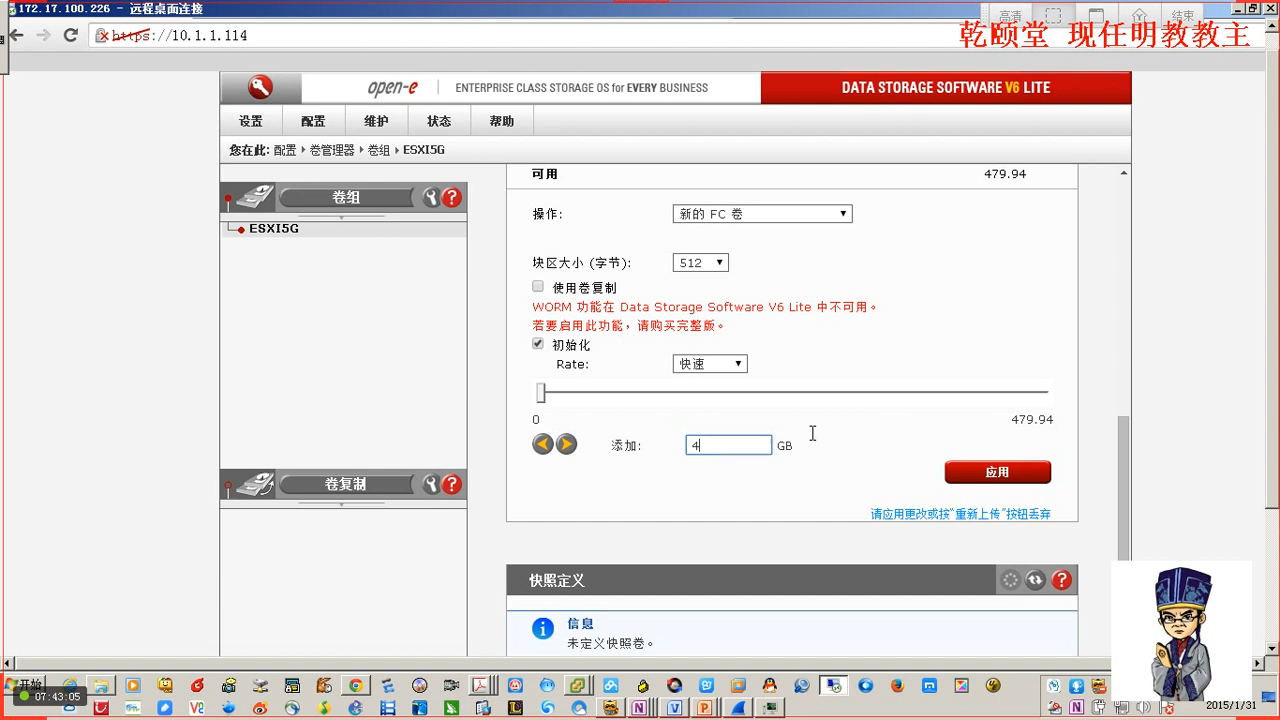 172.17.100.226 - 远程桌面连接
高清
结束
https://10.1.1.114
乾颐堂 现任明教教主
open-e
ENTERPRISE CLASS STORAGE OS for EVERY BUSINESS
DATA STORAGE SOFTWARE V6 LITE
设置 配置 维护 状态 帮助
您在此: 配置 卷管理器 卷组 ESXI5G
卷组
ESXI5G
卷复制
可用 479.94
操作: 新的 FC 卷
块区大小 (字节): 512
使用卷复制
WORM 功能在 Data Storage Software V6 Lite 中不可用。
若要启用此功能，请购买完整版。
初始化
Rate: 快速
0 479.94
添加: 4 GB
应用
请应用更改或按"重新上传"按钮丢弃
快照定义
信息
未定义快照卷。
开始
07:43:05
2015/1/31